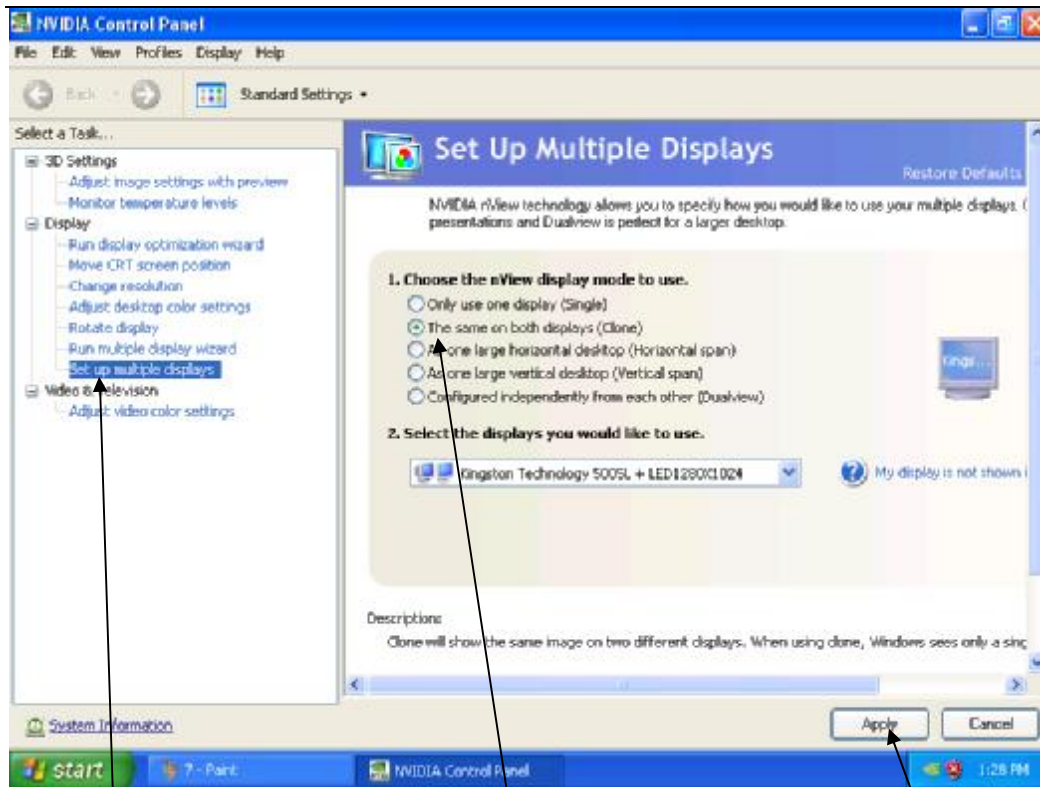 NVIDIA Control Panel
File Edit View Profiles Display Help
Back
Standard Settings
Select a Task...
3D Settings
Adjust image settings with preview
Monitor temperature levels
Display
Run display optimization wizard
Move CRT screen position
Change resolution
Adjust desktop color settings
Rotate display
Run multiple display wizard
Set up multiple displays
Video & Television
Adjust video color settings
System Information
Set Up Multiple Displays
Restore Defaults
NVIDIA nView technology allows you to specify how you would like to use your multiple displays. (
presentations and Dualview is perfect for a larger desktop.
1. Choose the nView display mode to use.
Only use one display (Single)
The same on both displays (Clone)
As one large horizontal desktop (Horizontal span)
As one large vertical desktop (Vertical span)
Configured independently from each other (Dualview)
Kings...
2. Select the displays you would like to use.
Kingston Technology 5005L + LED1280X1024
My display is not shown i
Descriptions
Clone will show the same image on two different displays. When using clone, Windows sees only a sing
Apply Cancel
start
7 - Paint
NVIDIA Control Panel
1:28 PM